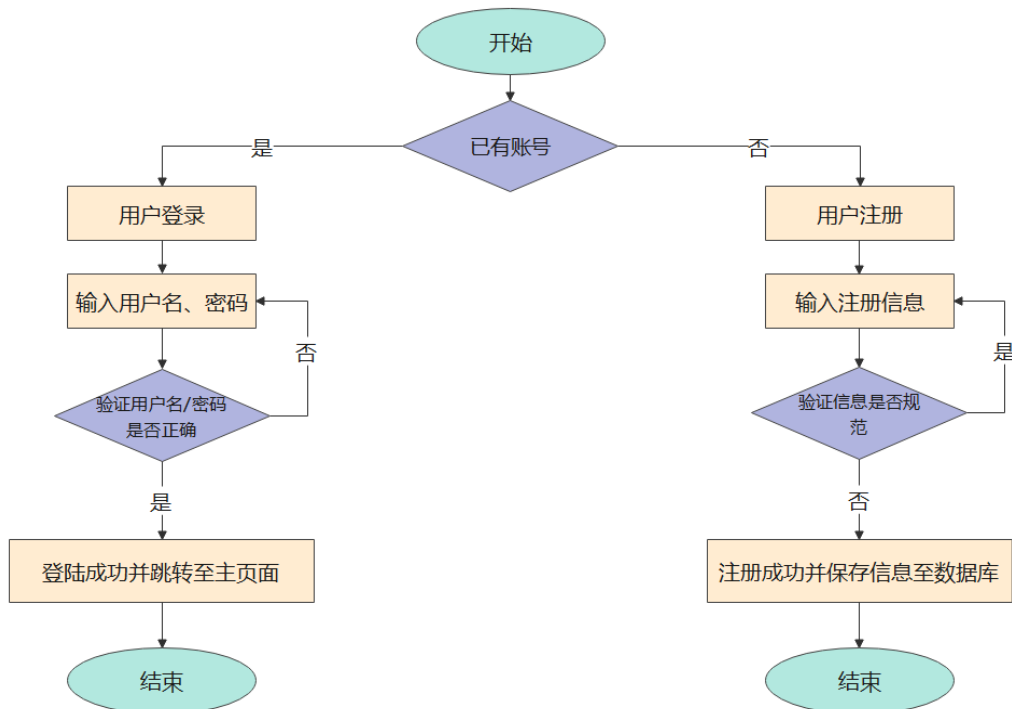 开始
已有账号
是
否
用户登录
用户注册
输入用户名、密码
输入注册信息
否
是
验证用户名/密码
是否正确
验证信息是否规
范
是
否
登陆成功并跳转至主页面
注册成功并保存信息至数据库
结束
结束